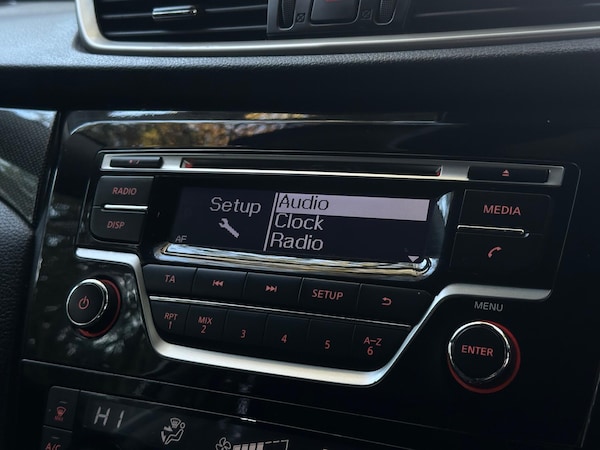 RADIO
DISP
Setup
Audio
Clock
Radio
AF
MEDIA
TA
SETUP
RPT
1
MIX
2
3
4
5
A-Z
6
MENU
ENTER
HI
A/C